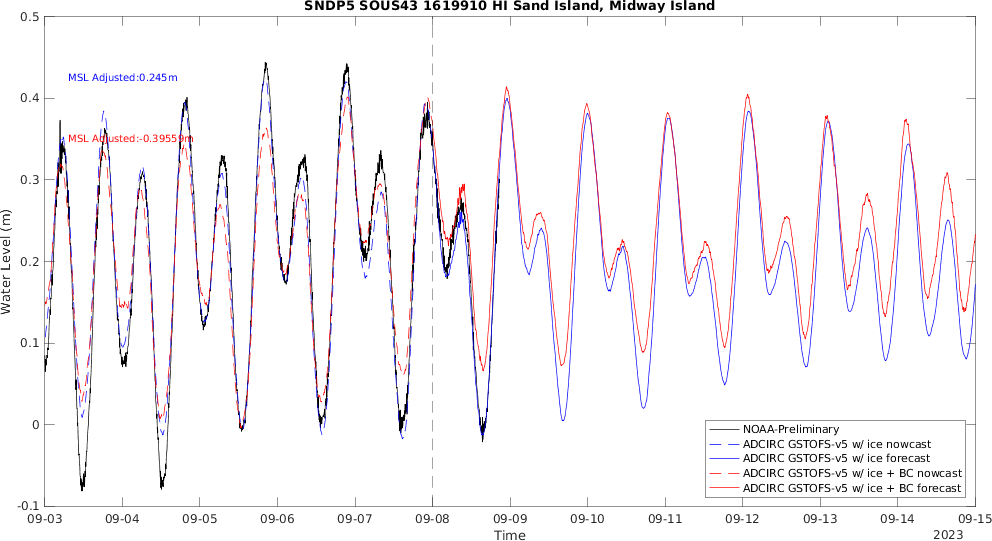 SNDP5 SOUS43 1619910 HI Sand Island, Midway Island
0.5
0.4
0.3
0.2
0.1
0
-0.1
Water Level (m)
MSL Adjusted:0.245m
MSL Adjusted:-0.39559m
NOAA-Preliminary
ADCIRC GSTOFS-v5 w/ ice nowcast
ADCIRC GSTOFS-v5 w/ ice forecast
ADCIRC GSTOFS-v5 w/ ice + BC nowcast
ADCIRC GSTOFS-v5 w/ ice + BC forecast
09-03 09-04 09-05 09-06 09-07 09-08 09-09 09-10 09-11 09-12 09-13 09-14 09-15
Time
2023